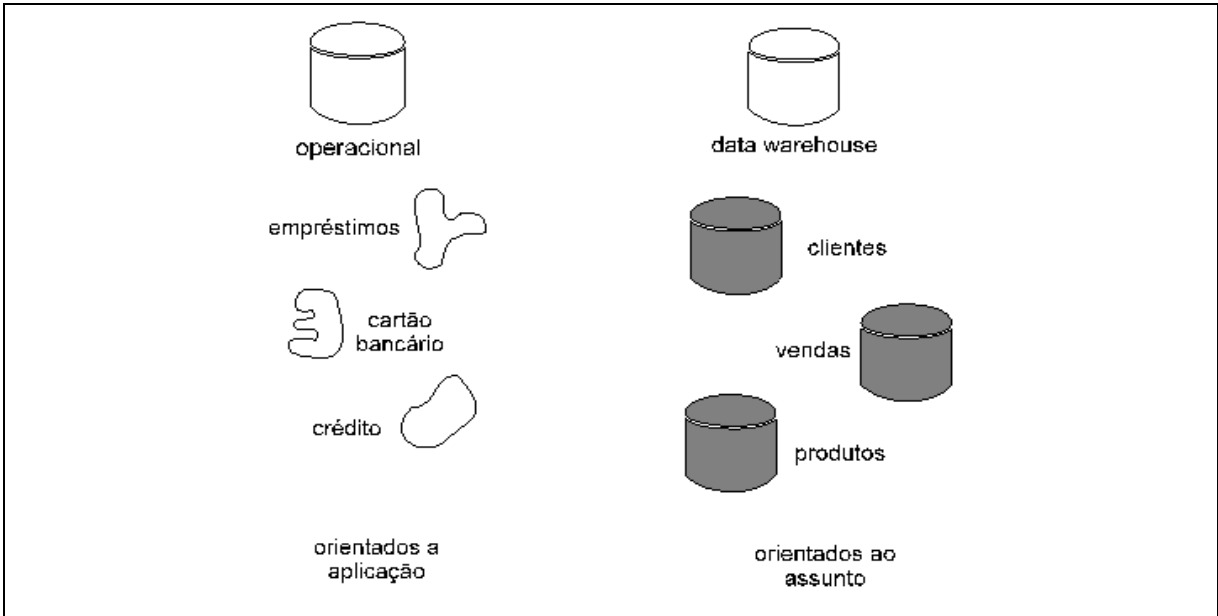 operacional
empréstimos
cartão
bancário
crédito
orientados a
aplicação
data warehouse
clientes
vendas
produtos
orientados ao
assunto